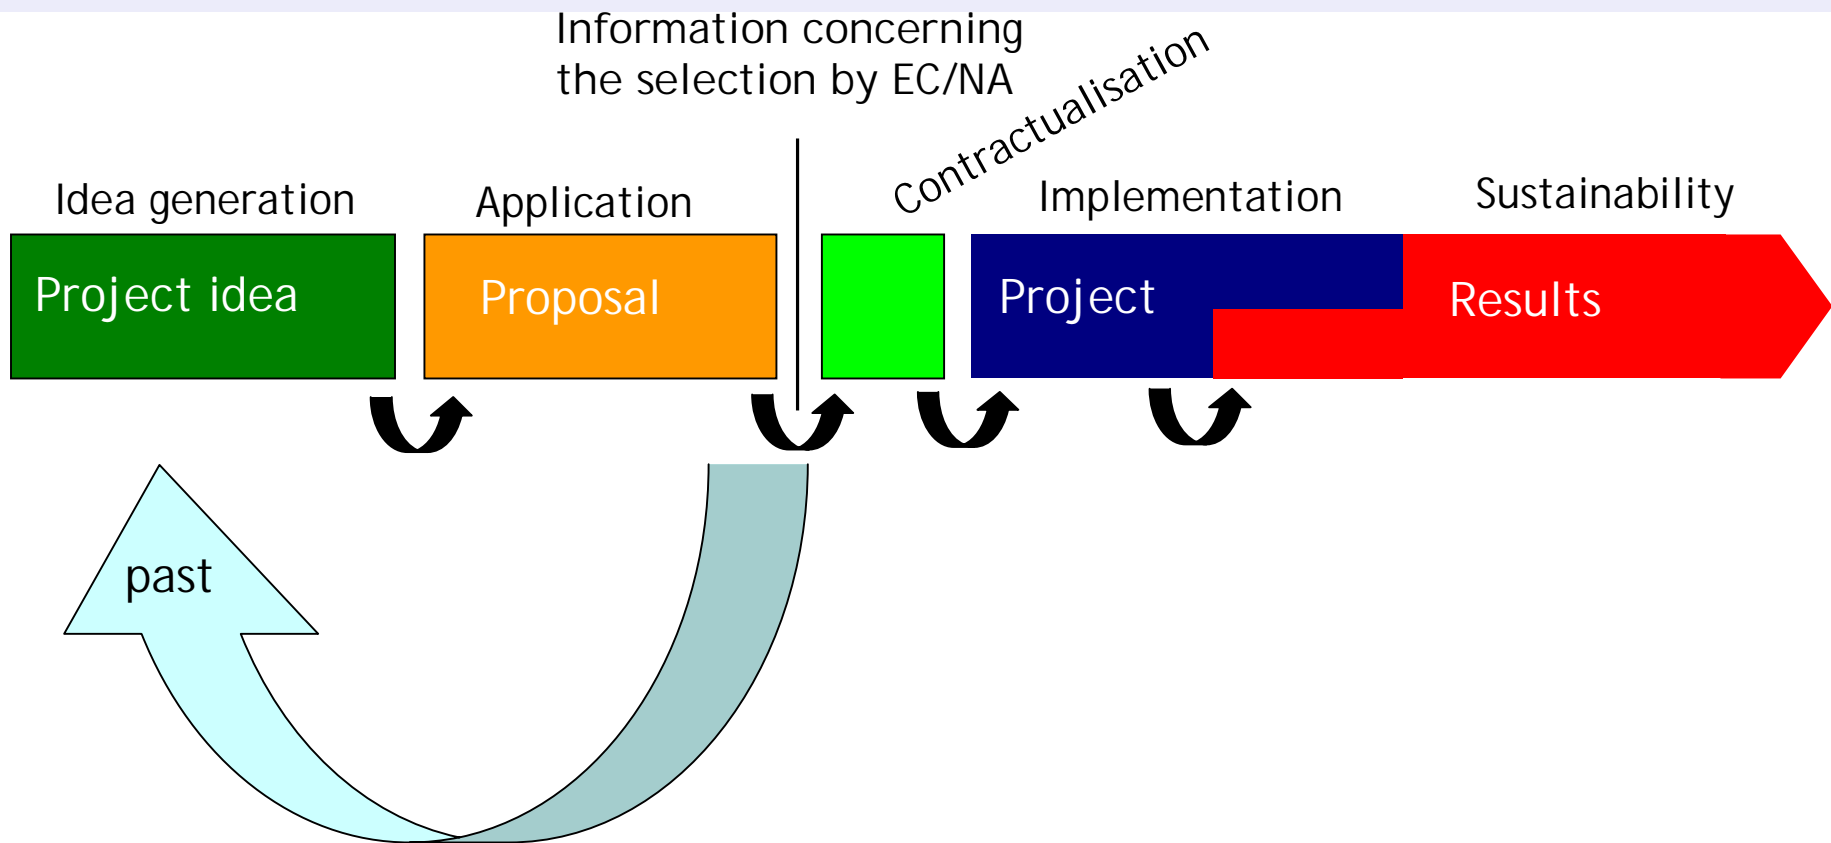 Information concerning
the selection by EC/NA
Contractualisation
Idea generation
Application
Implementation
Sustainability
Project idea
Proposal
Project
Results
past